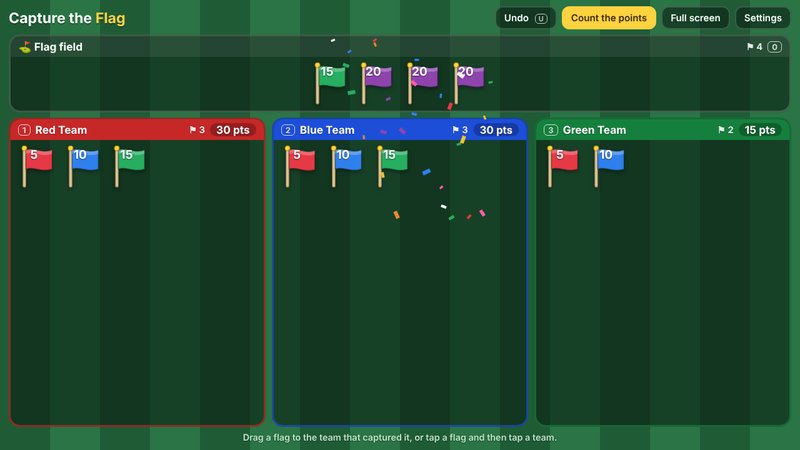 Capture the Flag
Undo U
Count the points
Full screen
Settings
Flag field
4 0
15 20 20 20
1 Red Team 3 30 pts
5 10 15
2 Blue Team 3 30 pts
5 10 15
3 Green Team 2 15 pts
5 10
Drag a flag to the team that captured it, or tap a flag and then tap a team.